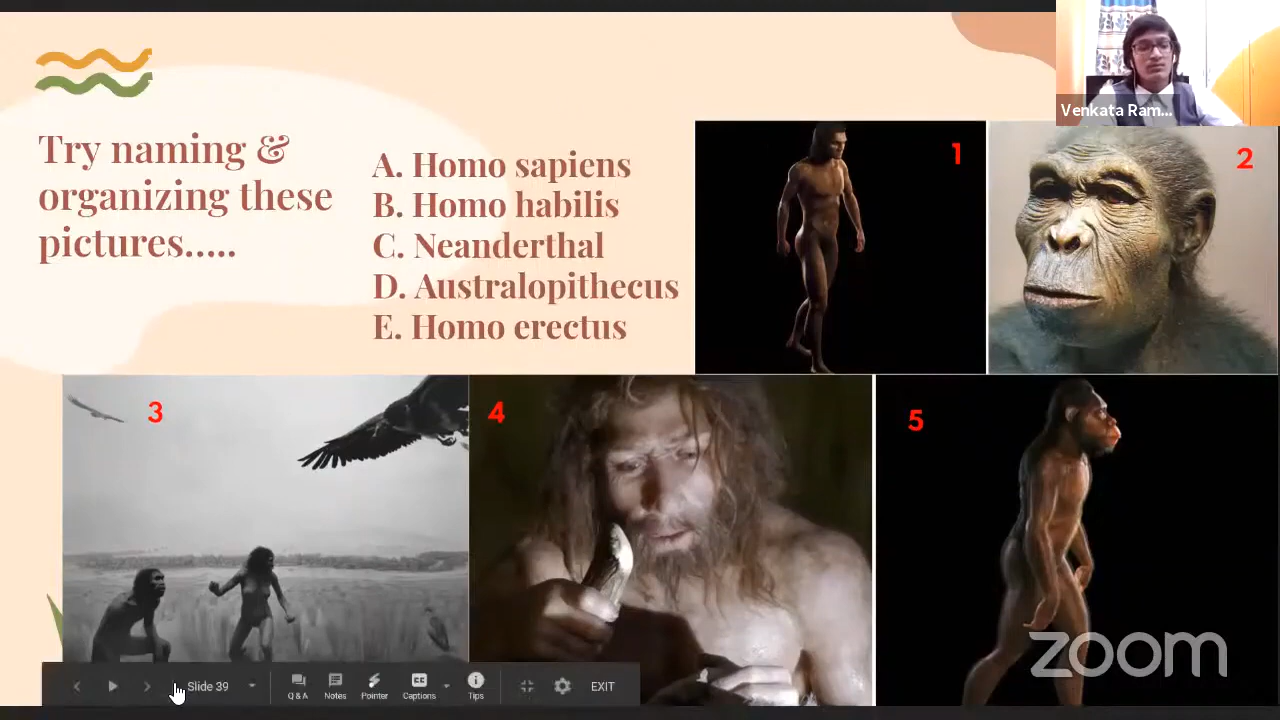 Venkata Ram...
Try naming &
organizing these
pictures.....
A. Homo sapiens
B. Homo habilis
C. Neanderthal
D. Australopithecus
E. Homo erectus
1
2
3
4
5
Slide 39
Q & A
Notes
Pointer
Captions
Tips
EXIT
zoom